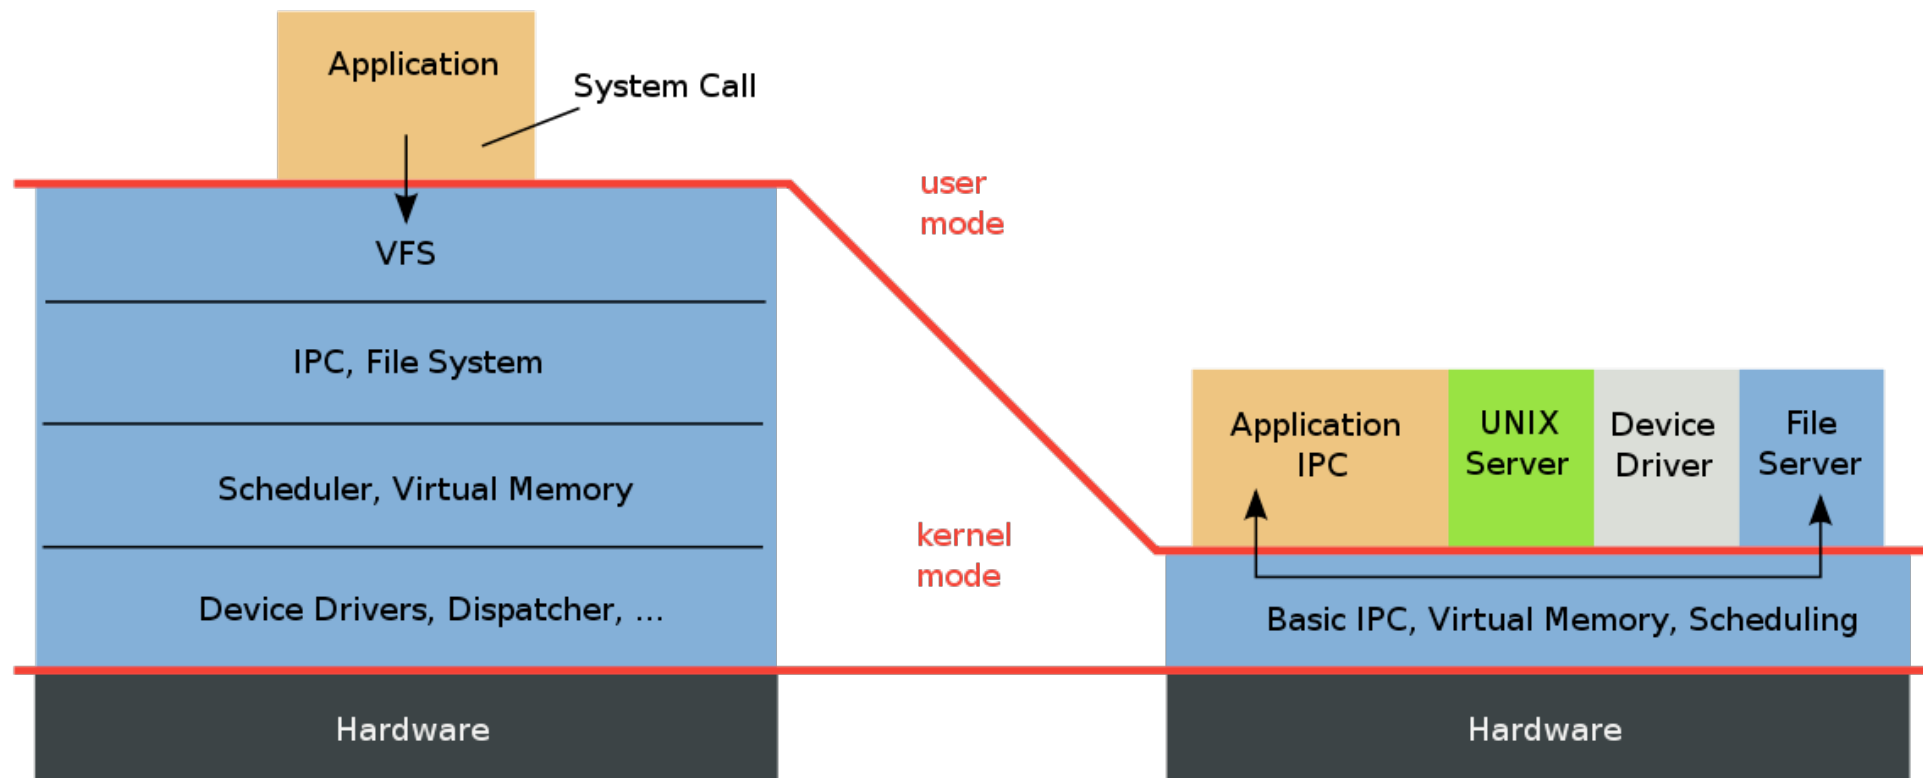 Application
System Call
VFS
IPC, File System
Scheduler, Virtual Memory
Device Drivers, Dispatcher, ...
Hardware
user
mode
kernel
mode
Application
IPC
UNIX
Server
Device
Driver
File
Server
Basic IPC, Virtual Memory, Scheduling
Hardware